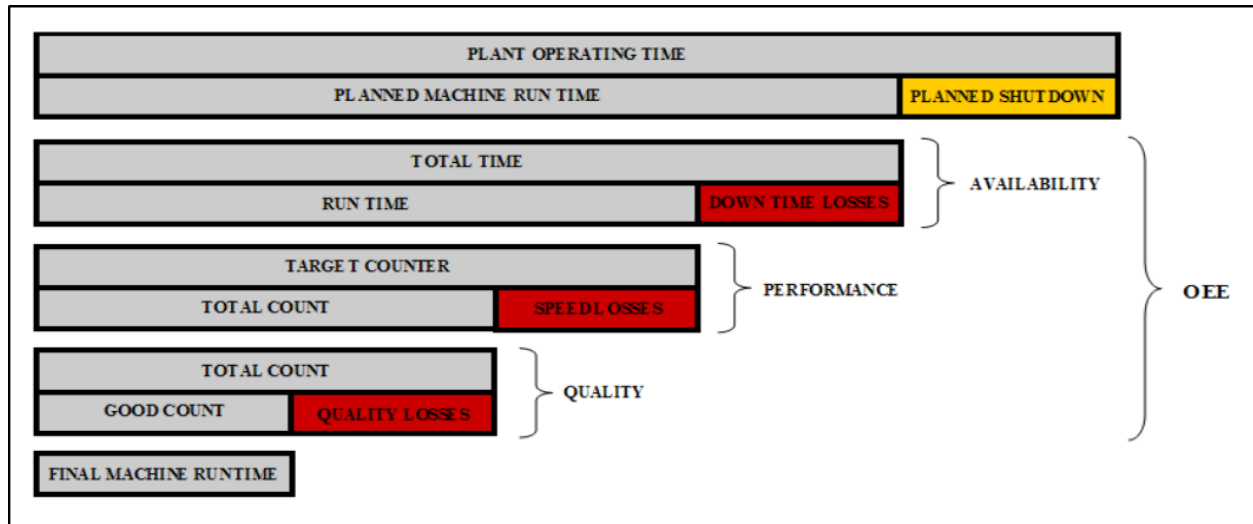 PLANT OPERATING TIME
PLANNED MACHINE RUN TIME
PLANNED SHUTDOWN
TOTAL TIME
RUN TIME
DOWN TIME LOSSES
AVAILABILITY
TARGET COUNTER
TOTAL COUNT
SPEED LOSSES
PERFORMANCE
OEE
TOTAL COUNT
GOOD COUNT
QUALITY LOSSES
QUALITY
FINAL MACHINE RUNTIME